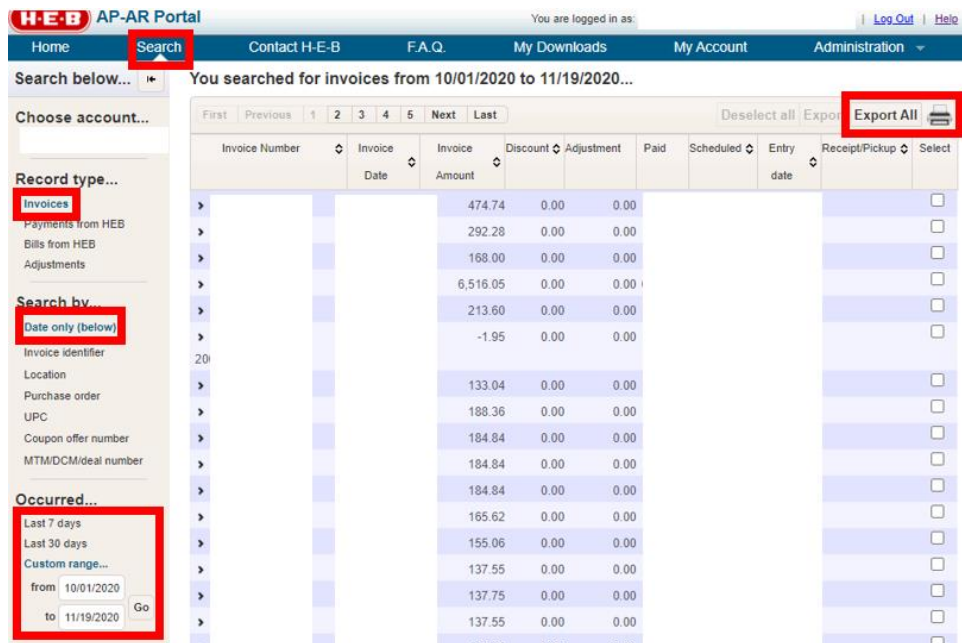 H-E-B AP-AR Portal You are logged in as: | Log Out | Help
Home Search Contact H-E-B F.A.Q. My Downloads My Account Administration
Search below...
You searched for invoices from 10/01/2020 to 11/19/2020...
Choose account...
First Previous 1 2 3 4 5 Next Last Deselect all Export All
Invoice Number Invoice Date Invoice Amount Discount Adjustment Paid Scheduled Entry date Receipt/Pickup Select
Record type...
Invoices
Payments from HEB
Bills from HEB
Adjustments
Search by...
Date only (below)
Invoice identifier
Location
Purchase order
UPC
Coupon offer number
MTM/DCM/deal number
Occurred...
Last 7 days
Last 30 days
Custom range...
from 10/01/2020
to 11/19/2020 Go
474.74 0.00 0.00
292.28 0.00 0.00
168.00 0.00 0.00
6,516.05 0.00 0.00
213.60 0.00 0.00
-1.95 0.00 0.00
133.04 0.00 0.00
188.36 0.00 0.00
184.84 0.00 0.00
184.84 0.00 0.00
184.84 0.00 0.00
165.62 0.00 0.00
155.06 0.00 0.00
137.55 0.00 0.00
137.75 0.00 0.00
137.55 0.00 0.00